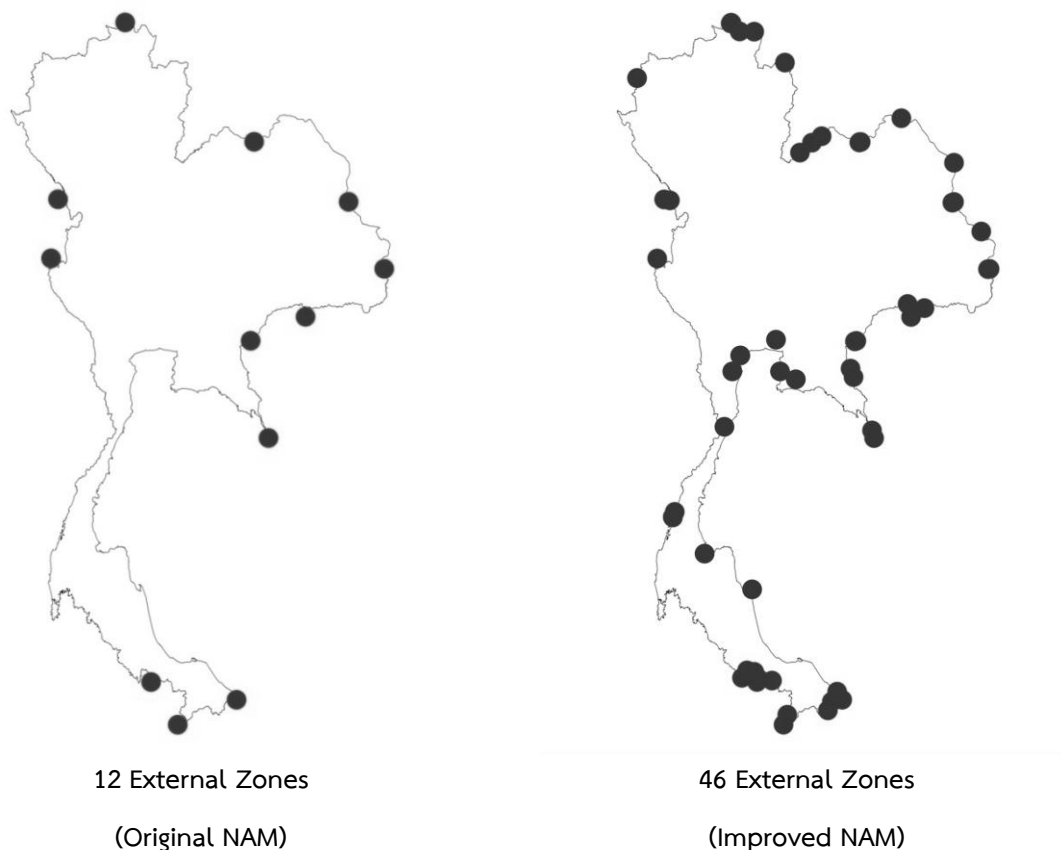 12 External Zones
(Original NAM)
46 External Zones
(Improved NAM)